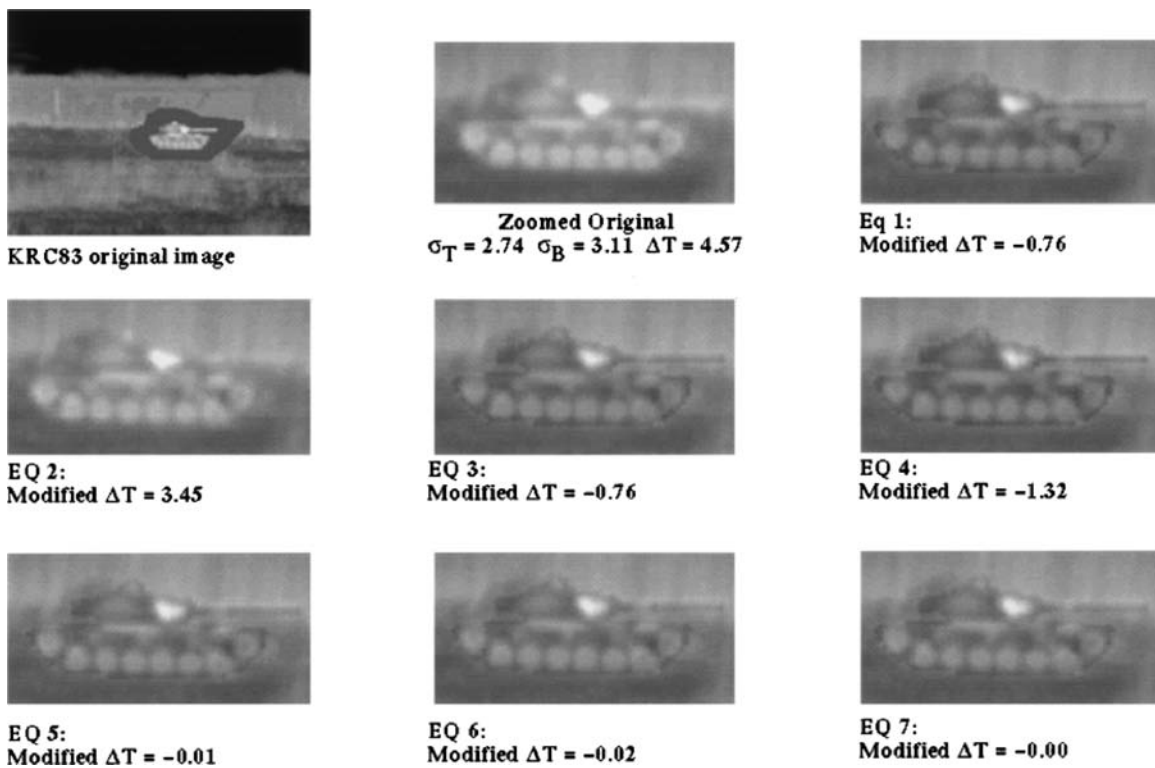 KRC83 original image
Zoomed Original
σT = 2.74 σB = 3.11 ΔT = 4.57
Eq 1:
Modified ΔT = −0.76
EQ 2:
Modified ΔT = 3.45
EQ 3:
Modified ΔT = −0.76
EQ 4:
Modified ΔT = −1.32
EQ 5:
Modified ΔT = −0.01
EQ 6:
Modified ΔT = −0.02
EQ 7:
Modified ΔT = −0.00